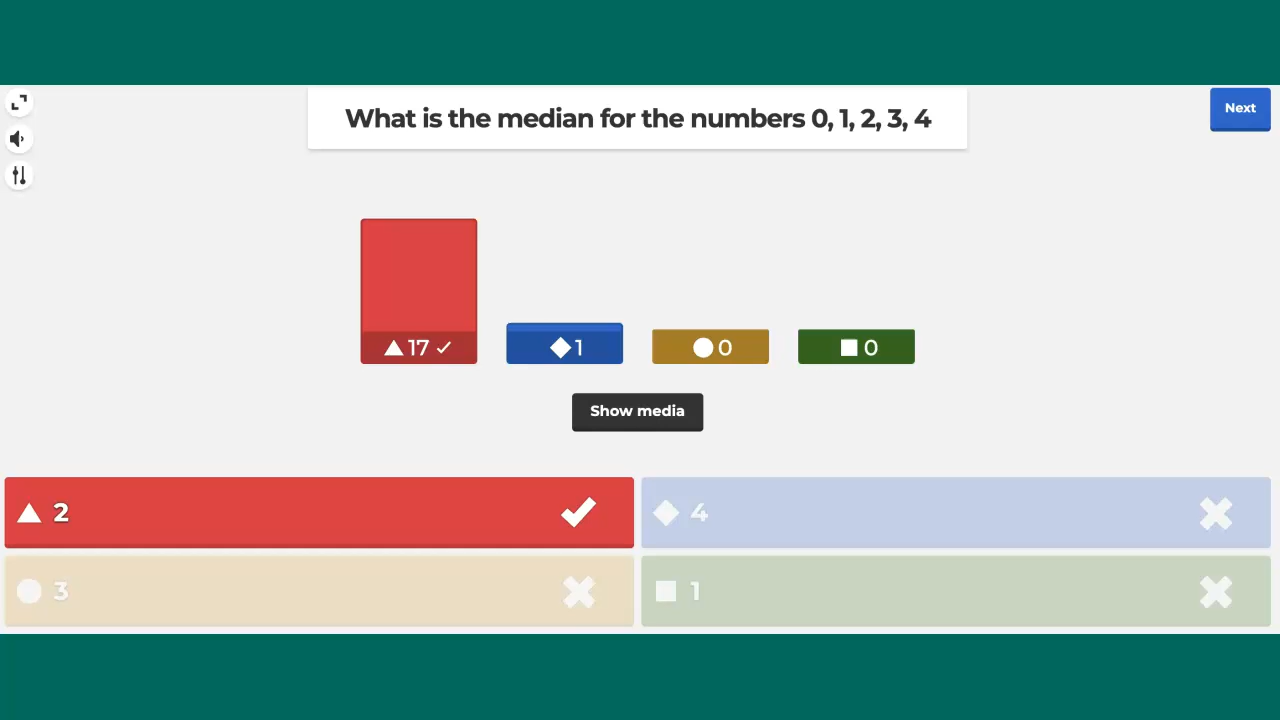 What is the median for the numbers 0, 1, 2, 3, 4
Next
17
1
0
0
Show media
2
4
3
1